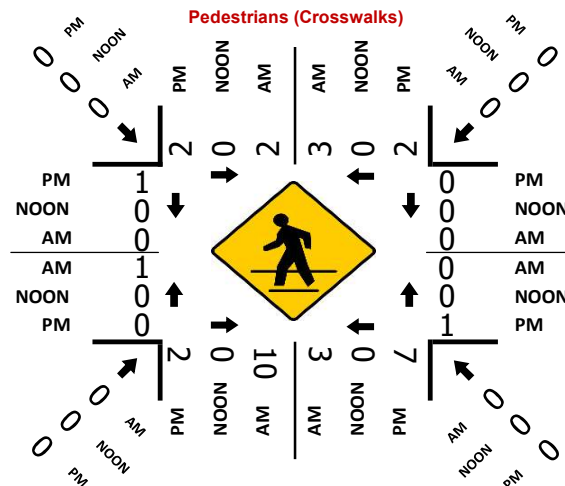 Pedestrians (Crosswalks)
PM NOON AM
0 0 0
PM NOON AM AM NOON PM
2 0 2 3 0 2
PM NOON AM
0 0 0
PM 1 0 PM
NOON 0 0 NOON
AM 0 0 AM
AM 1 0 AM
NOON 0 0 NOON
PM 0 1 PM
2 0 10 3 0 7
PM NOON AM AM NOON PM
0 0 0
AM NOON PM
0 0 0
AM NOON PM